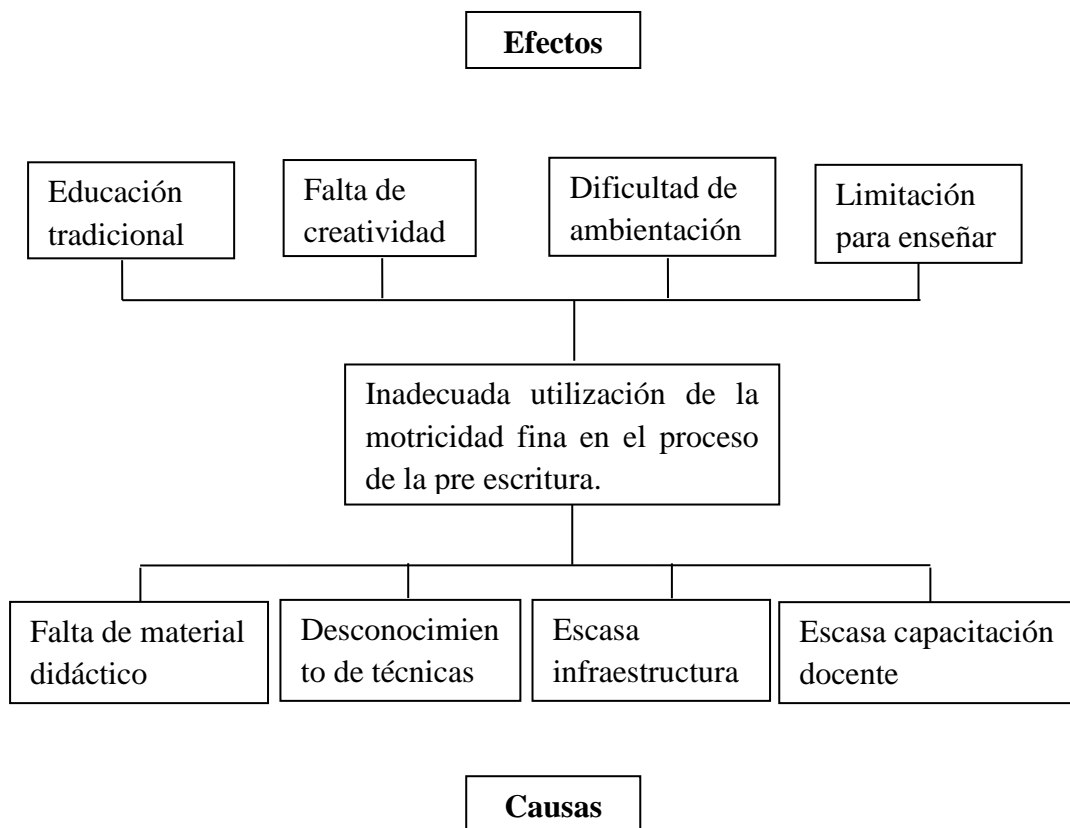 Efectos
Educación
tradicional
Falta de
creatividad
Dificultad de
ambientación
Limitación
para enseñar
Inadecuada utilización de la
motricidad fina en el proceso
de la pre escritura.
Falta de material
didáctico
Desconocimien
to de técnicas
Escasa
infraestructura
Escasa capacitación
docente
Causas